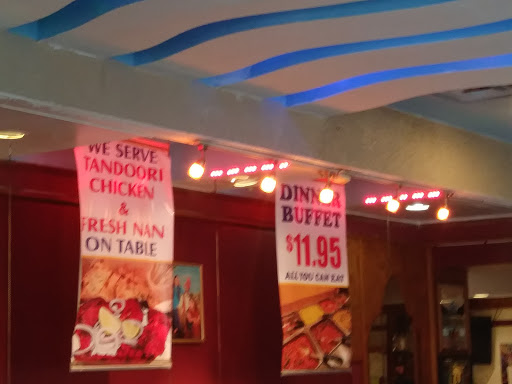 WE SERVE
TANDOORI
CHICKEN
&
FRESH NAN
ON TABLE
DINNER
BUFFET
$11.95
ALL YOU CAN EAT